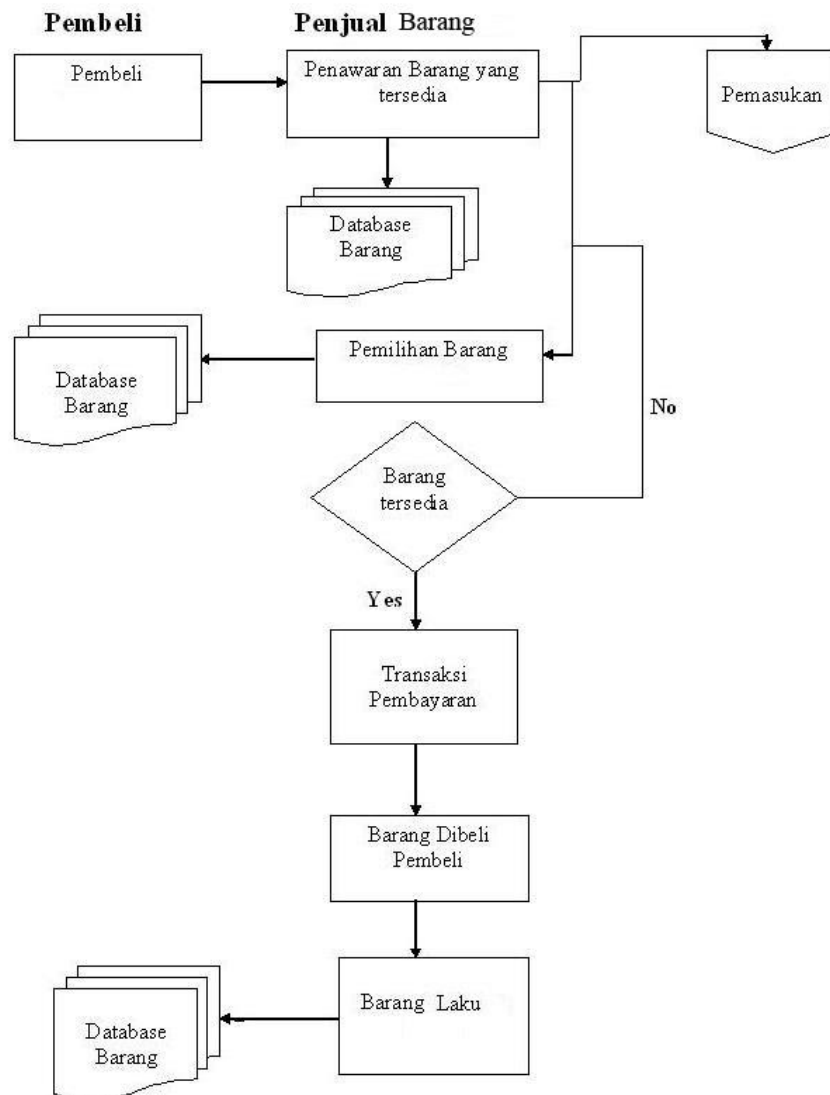 Pembeli
Penjual Barang
Pembeli
Penawaran Barang yang
tersedia
Pemasukan
Database
Barang
Pemilihan Barang
Database
Barang
No
Barang
tersedia
Yes
Transaksi
Pembayaran
Barang Dibeli
Pembeli
Barang Laku
Database
Barang